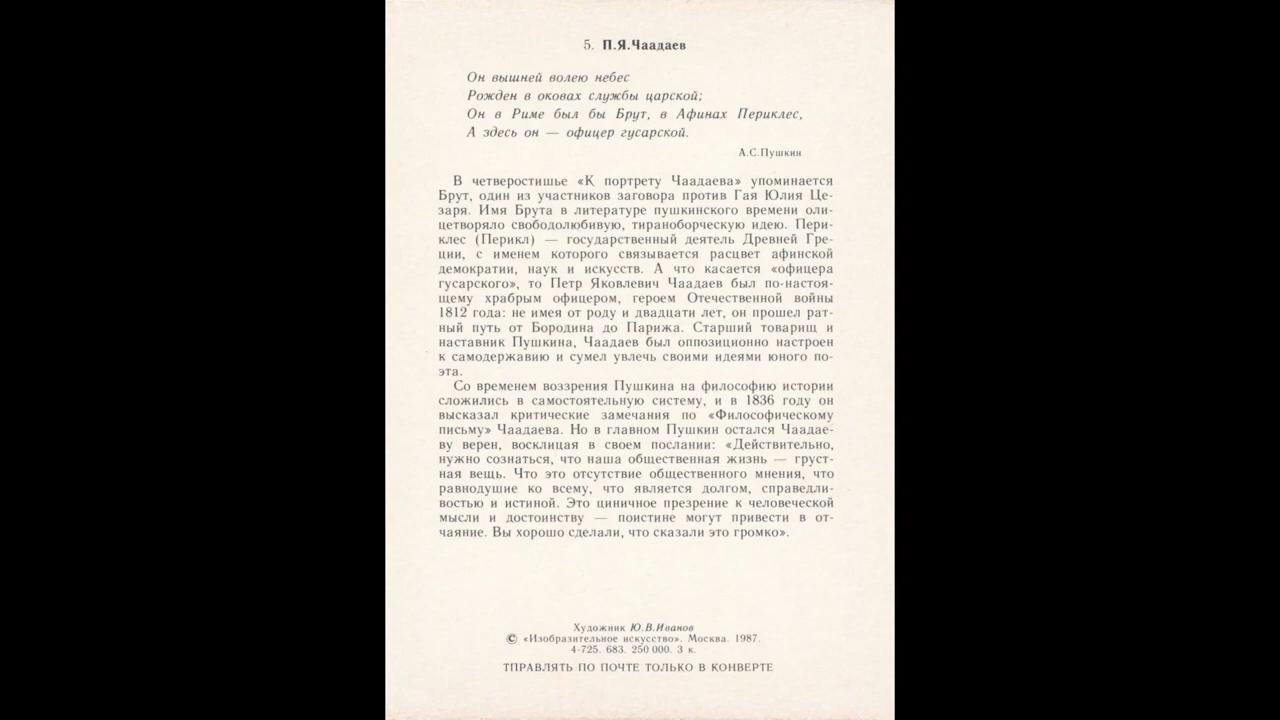 5. П.Я.Чаадаев
Он вышней волею небес
Рожден в оковах службы царской;
Он в Риме был бы Брут, в Афинах Периклес,
А здесь он — офицер гусарской.
А.С.Пушкин
В четверостишье «К портрету Чаадаева» упоминается
Брут, один из участников заговора против Гая Юлия Це-
заря. Имя Брута в литературе пушкинского времени оли-
цетворяло свободолюбивую, тираноборческую идею. Пери-
клес (Перикл) — государственный деятель Древней Гре-
ции, с именем которого связывается расцвет афинской
демократии, наук и искусств. А что касается «офицера
гусарского», то Петр Яковлевич Чаадаев был по-настоя-
щему храбрым офицером, героем Отечественной войны
1812 года: не имея от роду и двадцати лет, он прошел рат-
ный путь от Бородина до Парижа. Старший товарищ и
наставник Пушкина, Чаадаев был оппозиционно настроен
к самодержавию и сумел увлечь своими идеями юного по-
эта.
Со временем воззрения Пушкина на философию истории
сложились в самостоятельную систему, и в 1836 году он
высказал критические замечания по «Философическому
письму» Чаадаева. Но в главном Пушкин остался Чаадае-
ву верен, восклицая в своем послании: «Действительно,
нужно сознаться, что наша общественная жизнь — груст-
ная вещь. Что это отсутствие общественного мнения, что
равнодушие ко всему, что является долгом, справедли-
востью и истиной. Это циничное презрение к человеческой
мысли и достоинству — поистине могут привести в от-
чаяние. Вы хорошо сделали, что сказали это громко».
Художник Ю.В.Иванов
© «Изобразительное искусство». Москва. 1987.
4-725. 683. 250 000. 3 к.
ТПРАВЛЯТЬ ПО ПОЧТЕ ТОЛЬКО В КОНВЕРТЕ